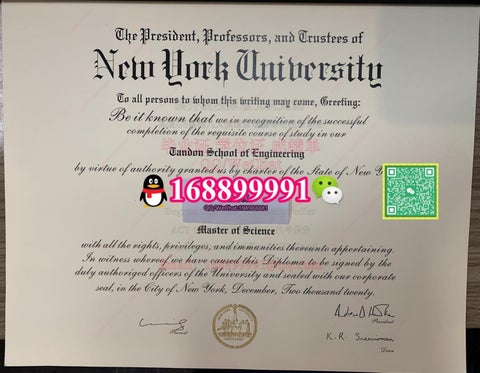 The President, Professors, and Trustees of
New York University
To all persons to whom this writing may come, Greeting:
Be it known that we in recognition of the successful
completion of the requisite course of study in our
Tandon School of Engineering
by virtue of authority granted us by charter of the State of New
168899991
QQ/WeChat:168899991
Master of Science
with all the rights, privileges, and immunities thereunto appertaining.
In witness whereof we have caused this Diploma to be signed by the
duly authorized officers of the University and sealed with our corporate
seal, in the City of New York, December, Two thousand twenty.
President
Dean